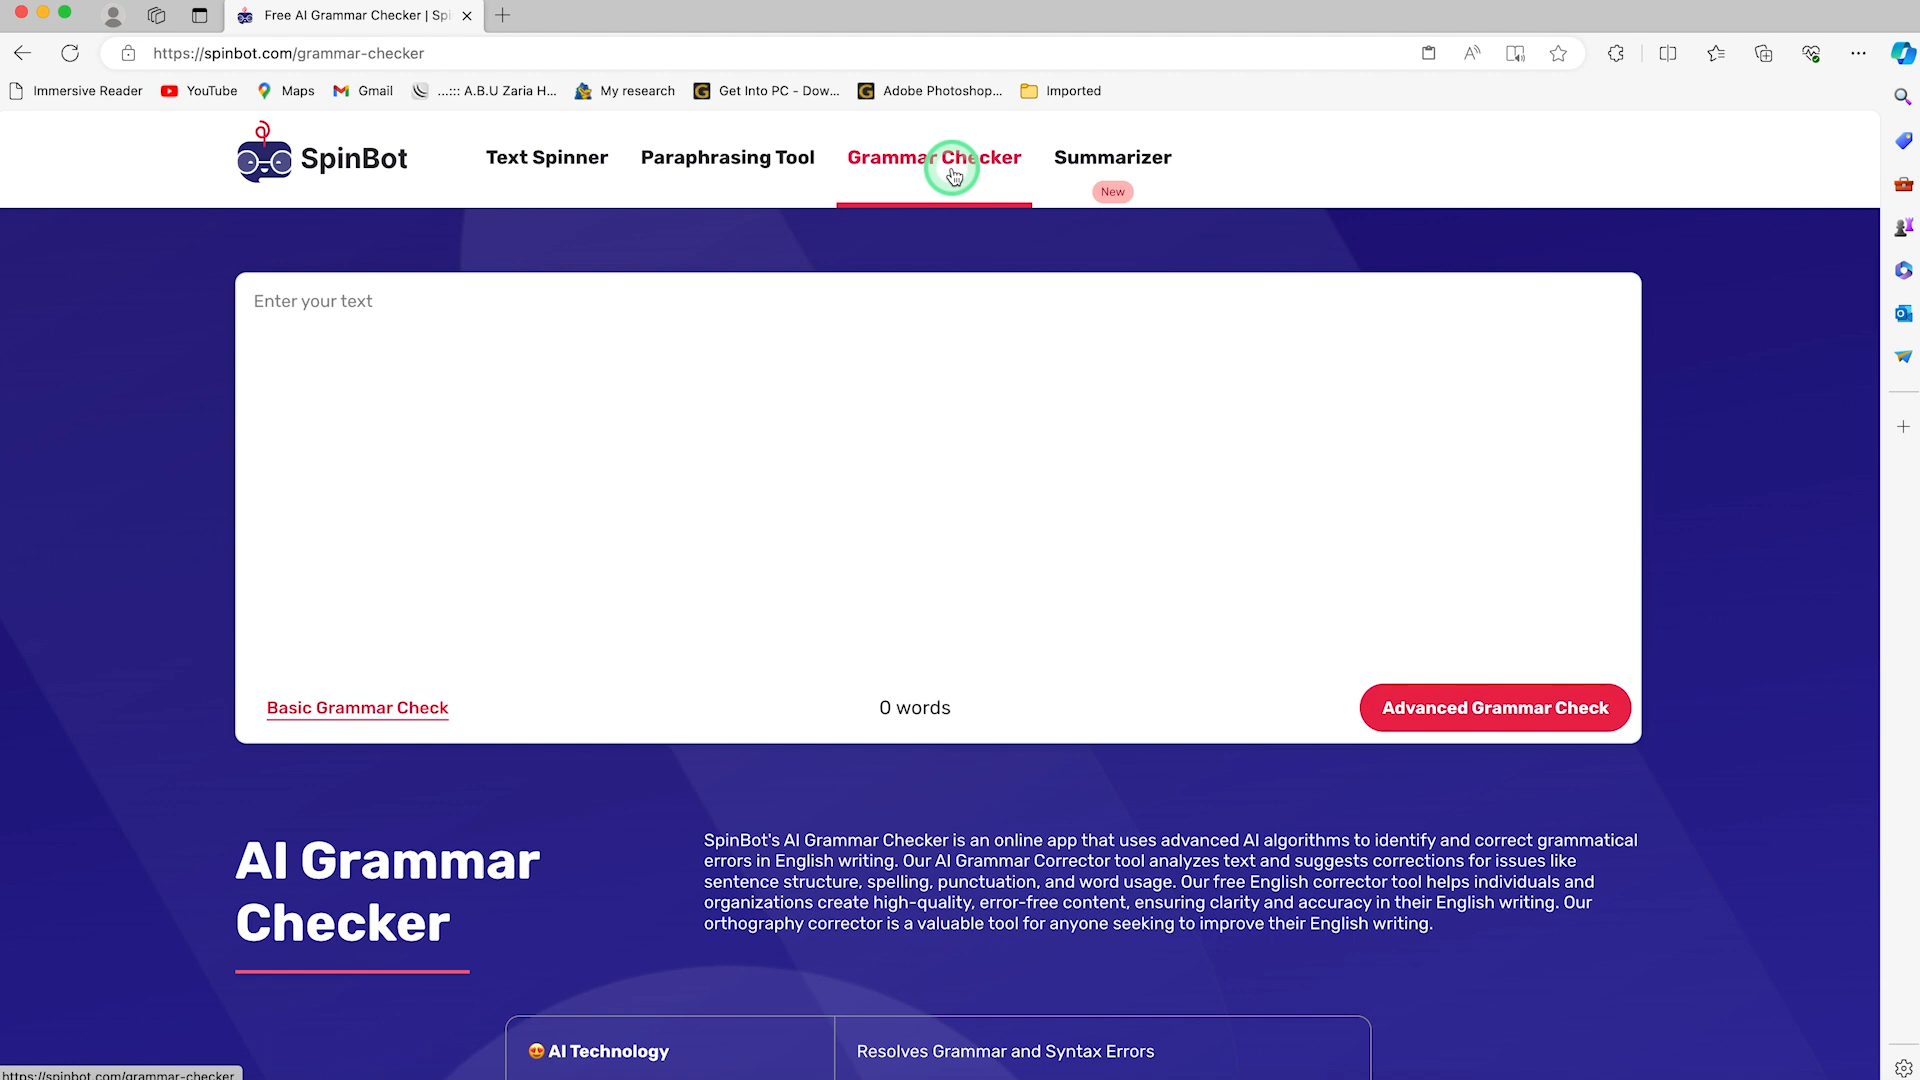 Free AI Grammar Checker | Spi
https://spinbot.com/grammar-checker
Immersive Reader
YouTube
Maps
Gmail
...::: A.B.U Zaria H...
My research
Get Into PC - Dow...
Adobe Photoshop...
Imported
SpinBot
Text Spinner
Paraphrasing Tool
Grammar Checker
Summarizer
New
Enter your text
Basic Grammar Check
0 words
Advanced Grammar Check
AI Grammar
Checker
SpinBot's AI Grammar Checker is an online app that uses advanced AI algorithms to identify and correct grammatical
errors in English writing. Our AI Grammar Corrector tool analyzes text and suggests corrections for issues like
sentence structure, spelling, punctuation, and word usage. Our free English corrector tool helps individuals and
organizations create high-quality, error-free content, ensuring clarity and accuracy in their English writing. Our
orthography corrector is a valuable tool for anyone seeking to improve their English writing.
😍 AI Technology
Resolves Grammar and Syntax Errors
https://spinbot.com/grammar-checker